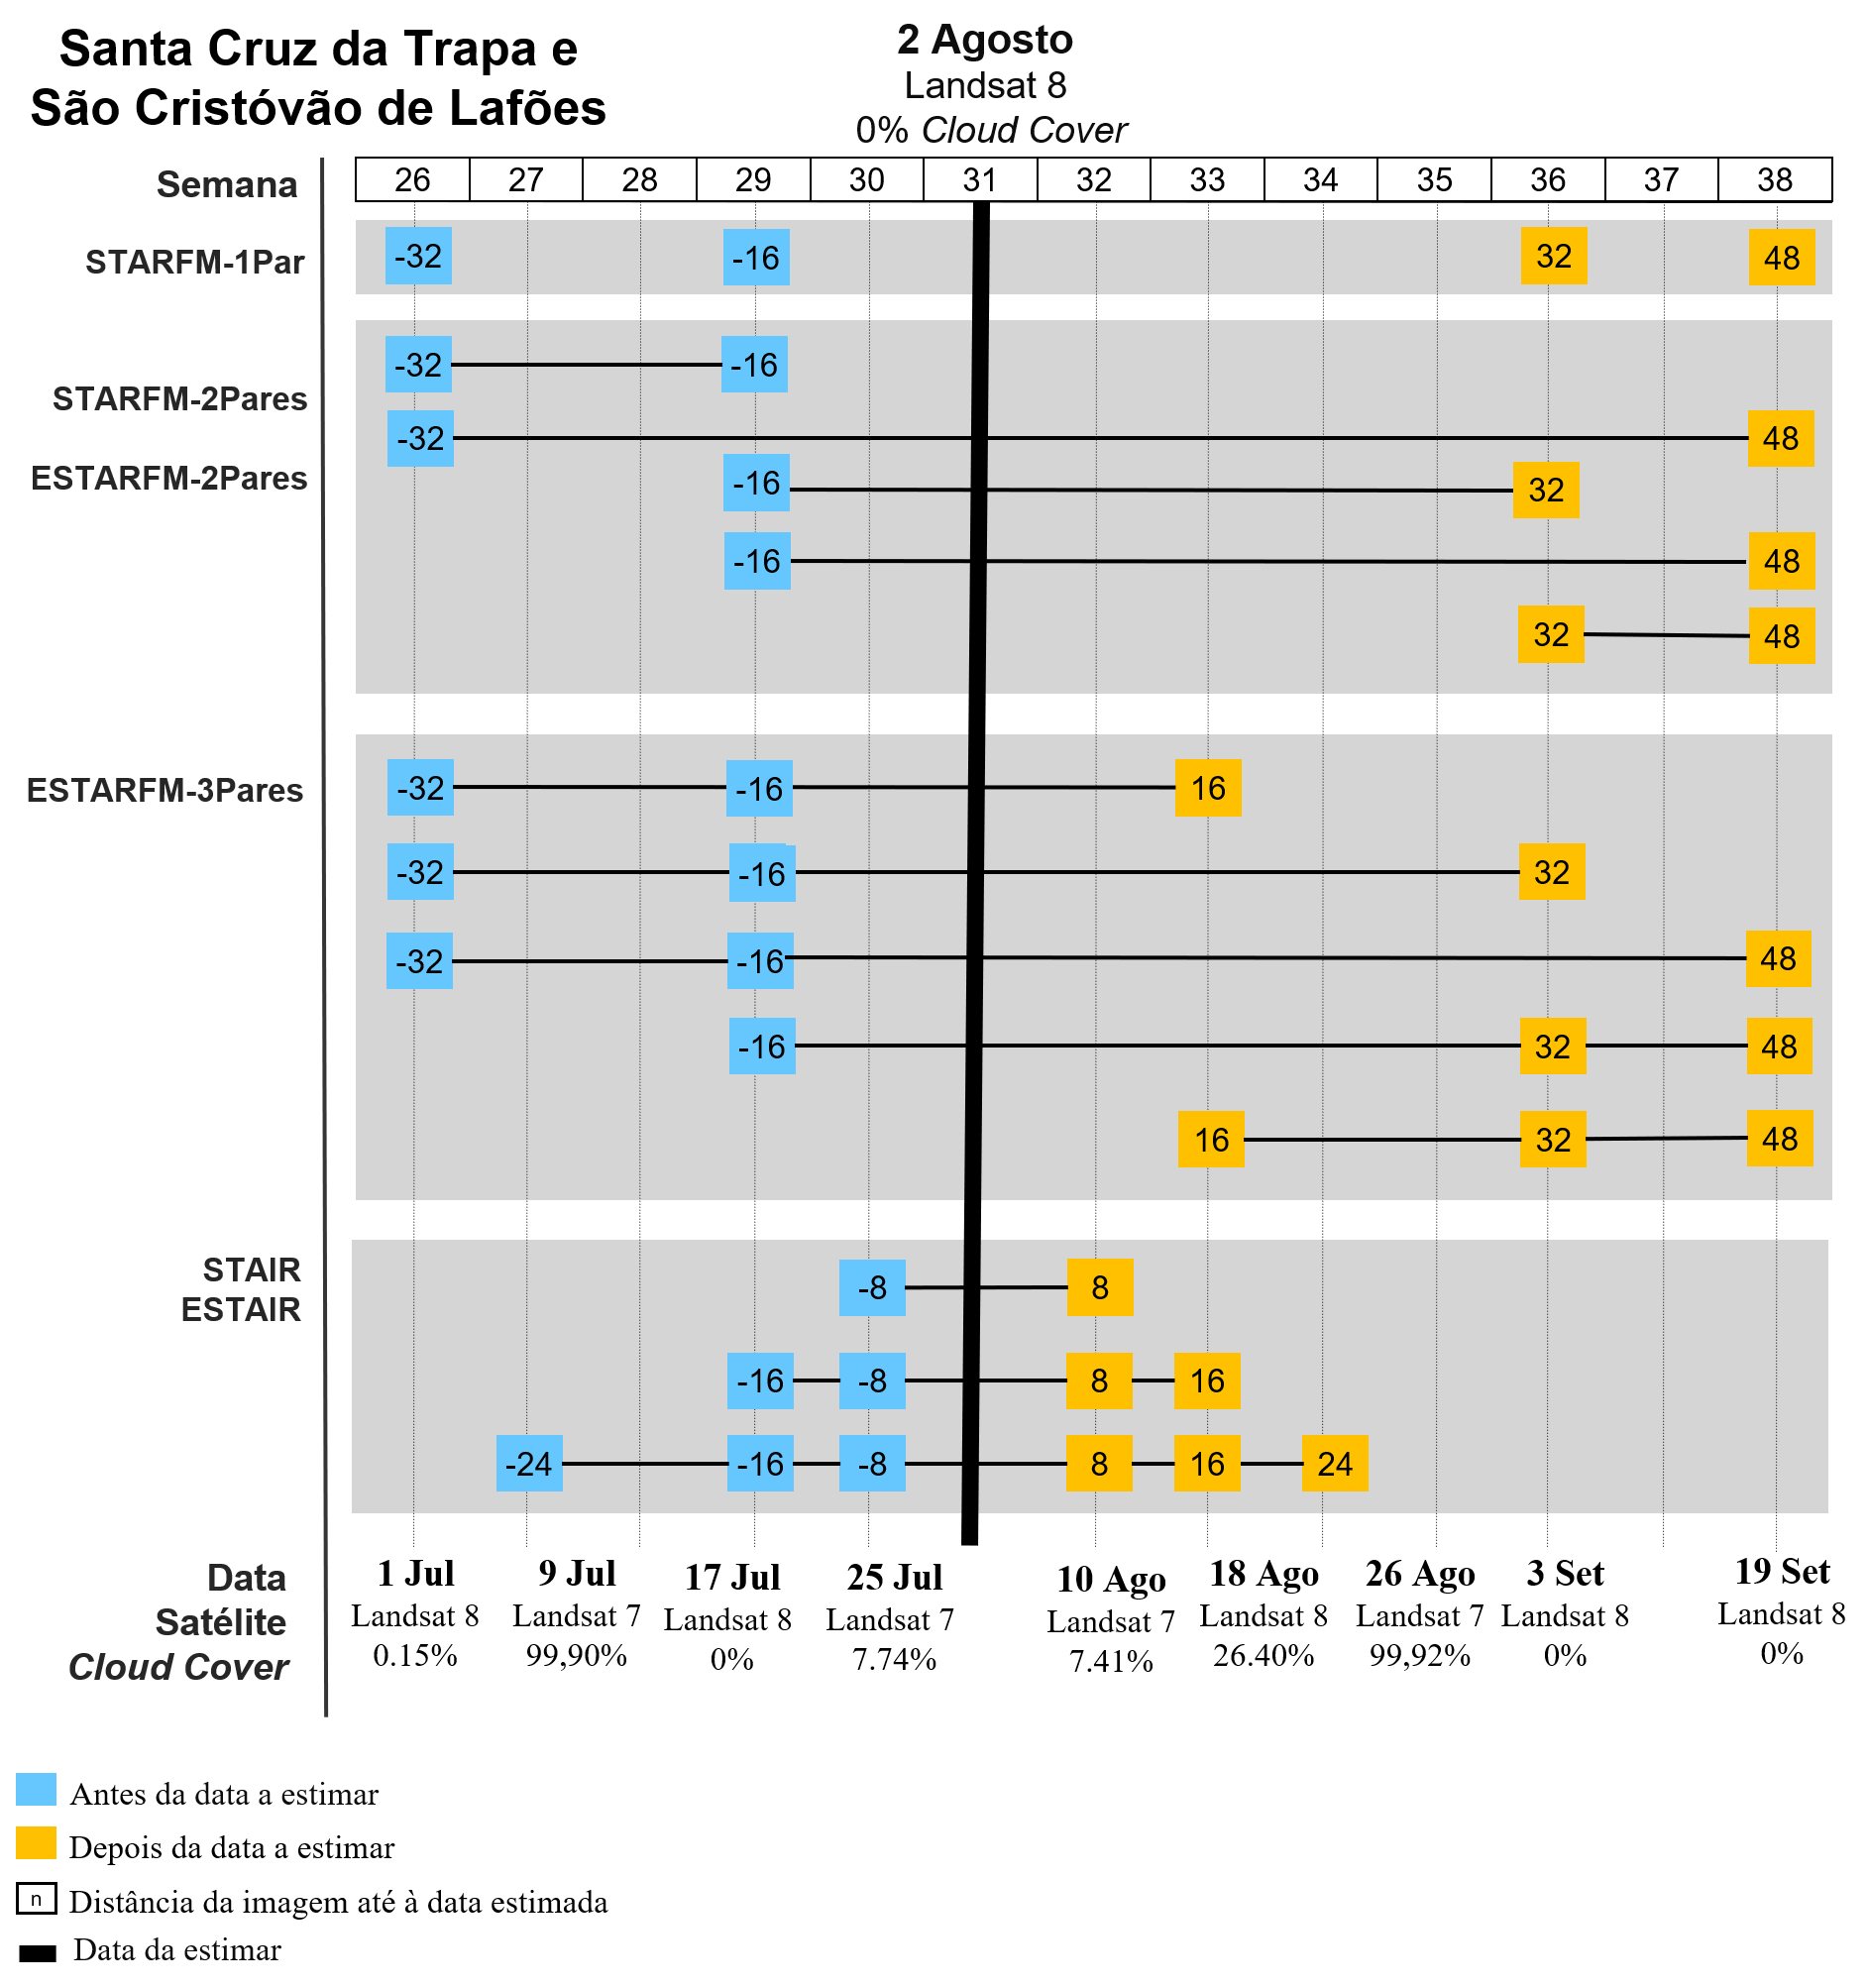 Santa Cruz da Trapa e
São Cristóvão de Lafões
2 Agosto
Landsat 8
0% Cloud Cover
Semana 26 27 28 29 30 31 32 33 34 35 36 37 38
STARFM-1Par -32 -16 32 48
-32 -16
STARFM-2Pares
-32 48
ESTARFM-2Pares -16 32
-16 48
32 48
ESTARFM-3Pares -32 -16 16
-32 -16 32
-32 -16 48
-16 32 48
16 32 48
STAIR
ESTAIR
-8 8
-16 -8 8 16
-24 -16 -8 8 16 24
Data 1 Jul 9 Jul 17 Jul 25 Jul 10 Ago 18 Ago 26 Ago 3 Set 19 Set
Satélite Landsat 8 Landsat 7 Landsat 8 Landsat 7 Landsat 7 Landsat 8 Landsat 7 Landsat 8 Landsat 8
Cloud Cover 0.15% 99,90% 0% 7.74% 7.41% 26.40% 99,92% 0% 0%
Antes da data a estimar
Depois da data a estimar
n Distância da imagem até à data estimada
Data da estimar